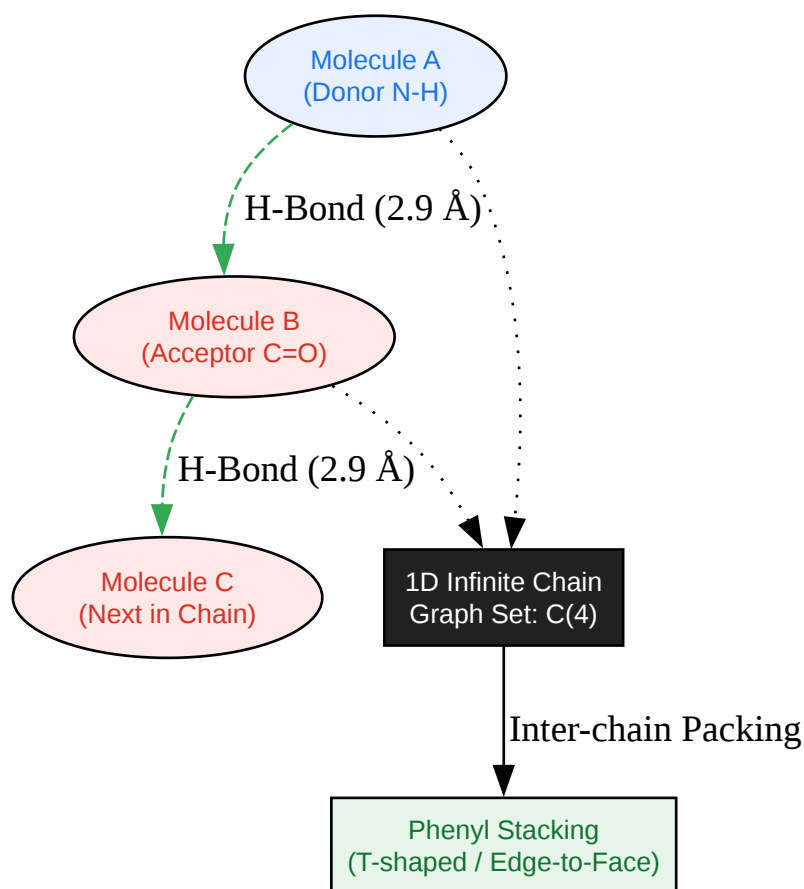 Molecule A
(Donor N-H)
H-Bond (2.9 Å)
Molecule B
(Acceptor C=O)
H-Bond (2.9 Å)
Molecule C
(Next in Chain)
1D Infinite Chain
Graph Set: C(4)
Inter-chain Packing
Phenyl Stacking
(T-shaped / Edge-to-Face)